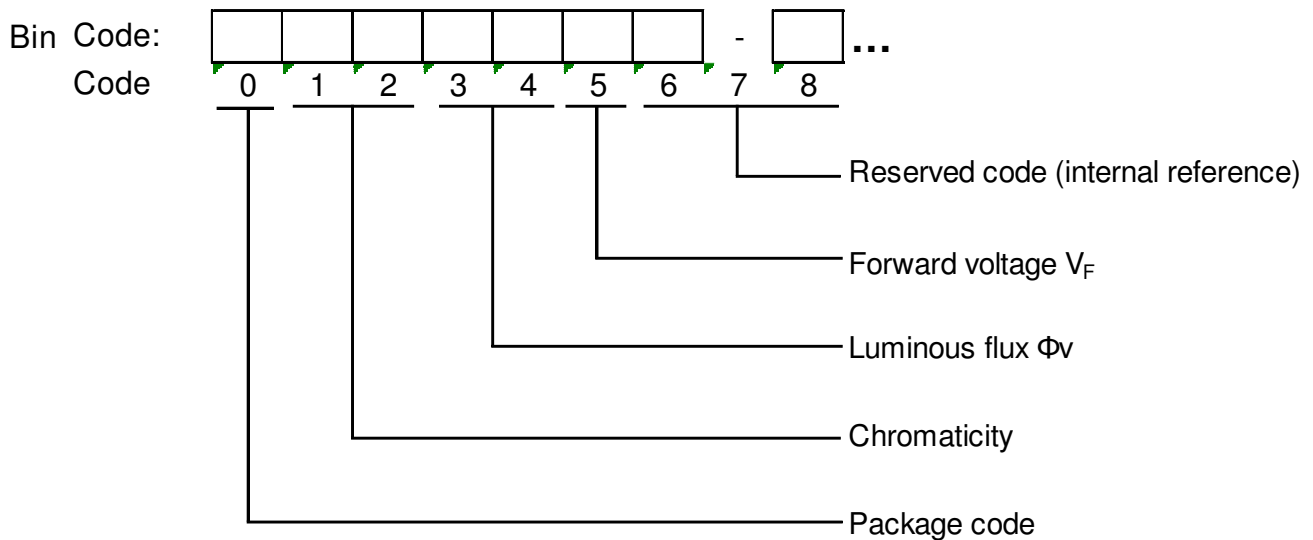 Bin Code: - ...
Code 0 1 2 3 4 5 6 7 8
Reserved code (internal reference)
Forward voltage VF
Luminous flux Φv
Chromaticity
Package code